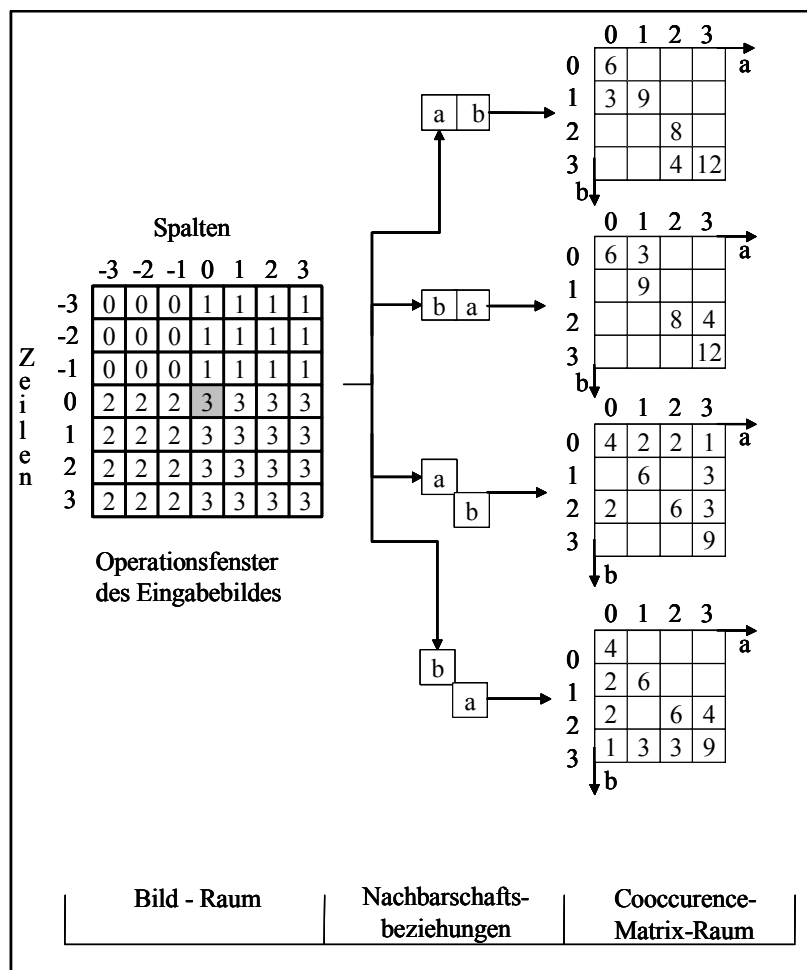 0 1 2 3
a
0 6
1 3 9
2 8
3 4 12
b
a b
Spalten
-3 -2 -1 0 1 2 3
-3 0 0 0 1 1 1 1
-2 0 0 0 1 1 1 1
-1 0 0 0 1 1 1 1
0 2 2 2 3 3 3 3
1 2 2 2 3 3 3 3
2 2 2 2 3 3 3 3
3 2 2 2 3 3 3 3
Zeilen
Operationsfenster
des Eingabebildes
b a
0 1 2 3
a
0 6 3
1 9
2 8 4
3 12
b
a
b
0 1 2 3
a
0 4 2 2 1
1 6 3
2 2 6 3
3 9
b
b
a
0 1 2 3
a
0 4
1 2 6
2 2 6 4
3 1 3 3 9
b
Bild - Raum
Nachbarschafts-
beziehungen
Cooccurence-
Matrix-Raum